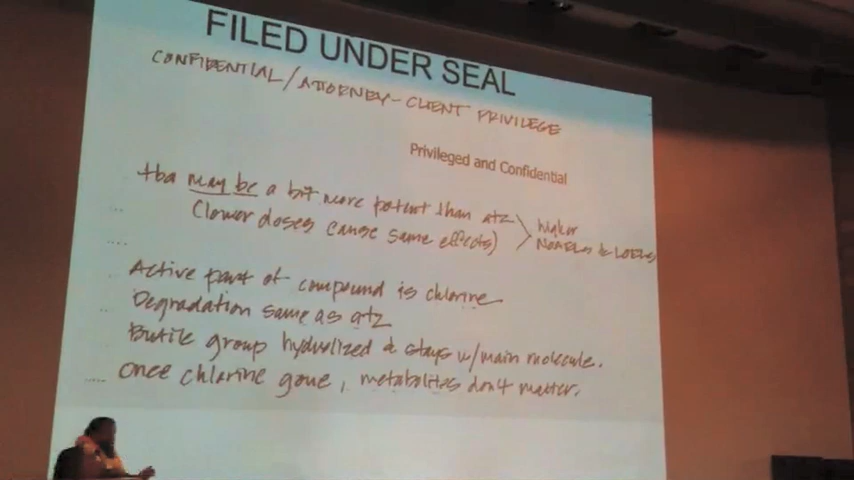 FILED UNDER SEAL
CONFIDENTIAL/ATTORNEY-CLIENT PRIVILEGE
Privileged and Confidential
tba may be a bit more potent than atz
(lower doses cause same effects)
higher
NOAELs & LOELs
Active part of compound is chlorine
Degradation same as atz
Butile group hydrolized & stays w/main molecule.
Once chlorine gone, metabolites don't matter.